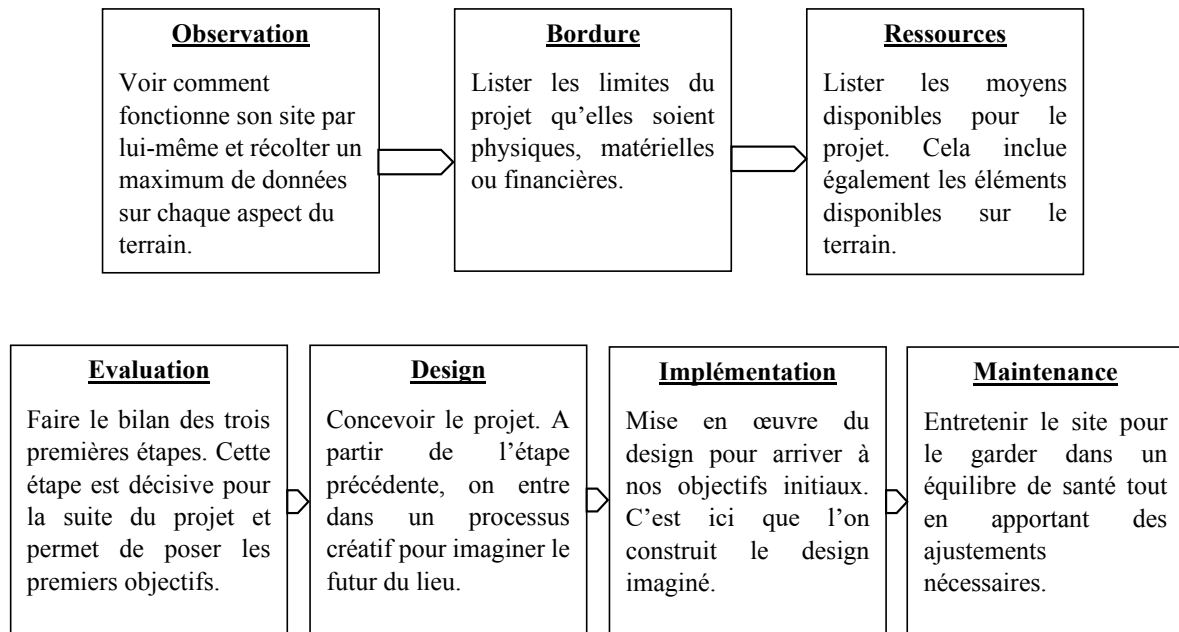 Observation
Voir comment
fonctionne son site par
lui-même et récolter un
maximum de données
sur chaque aspect du
terrain.
Bordure
Lister les limites du
projet qu’elles soient
physiques, matérielles
ou financières.
Ressources
Lister les moyens
disponibles pour le
projet. Cela inclue
également les éléments
disponibles sur le
terrain.
Evaluation
Faire le bilan des trois
premières étapes. Cette
étape est décisive pour
la suite du projet et
permet de poser les
premiers objectifs.
Design
Concevoir le projet. A
partir de l’étape
précédente, on entre
dans un processus
créatif pour imaginer le
futur du lieu.
Implémentation
Mise en œuvre du
design pour arriver à
nos objectifs initiaux.
C’est ici que l’on
construit le design
imaginé.
Maintenance
Entretenir le site pour
le garder dans un
équilibre de santé tout
en apportant des
ajustements
nécessaires.